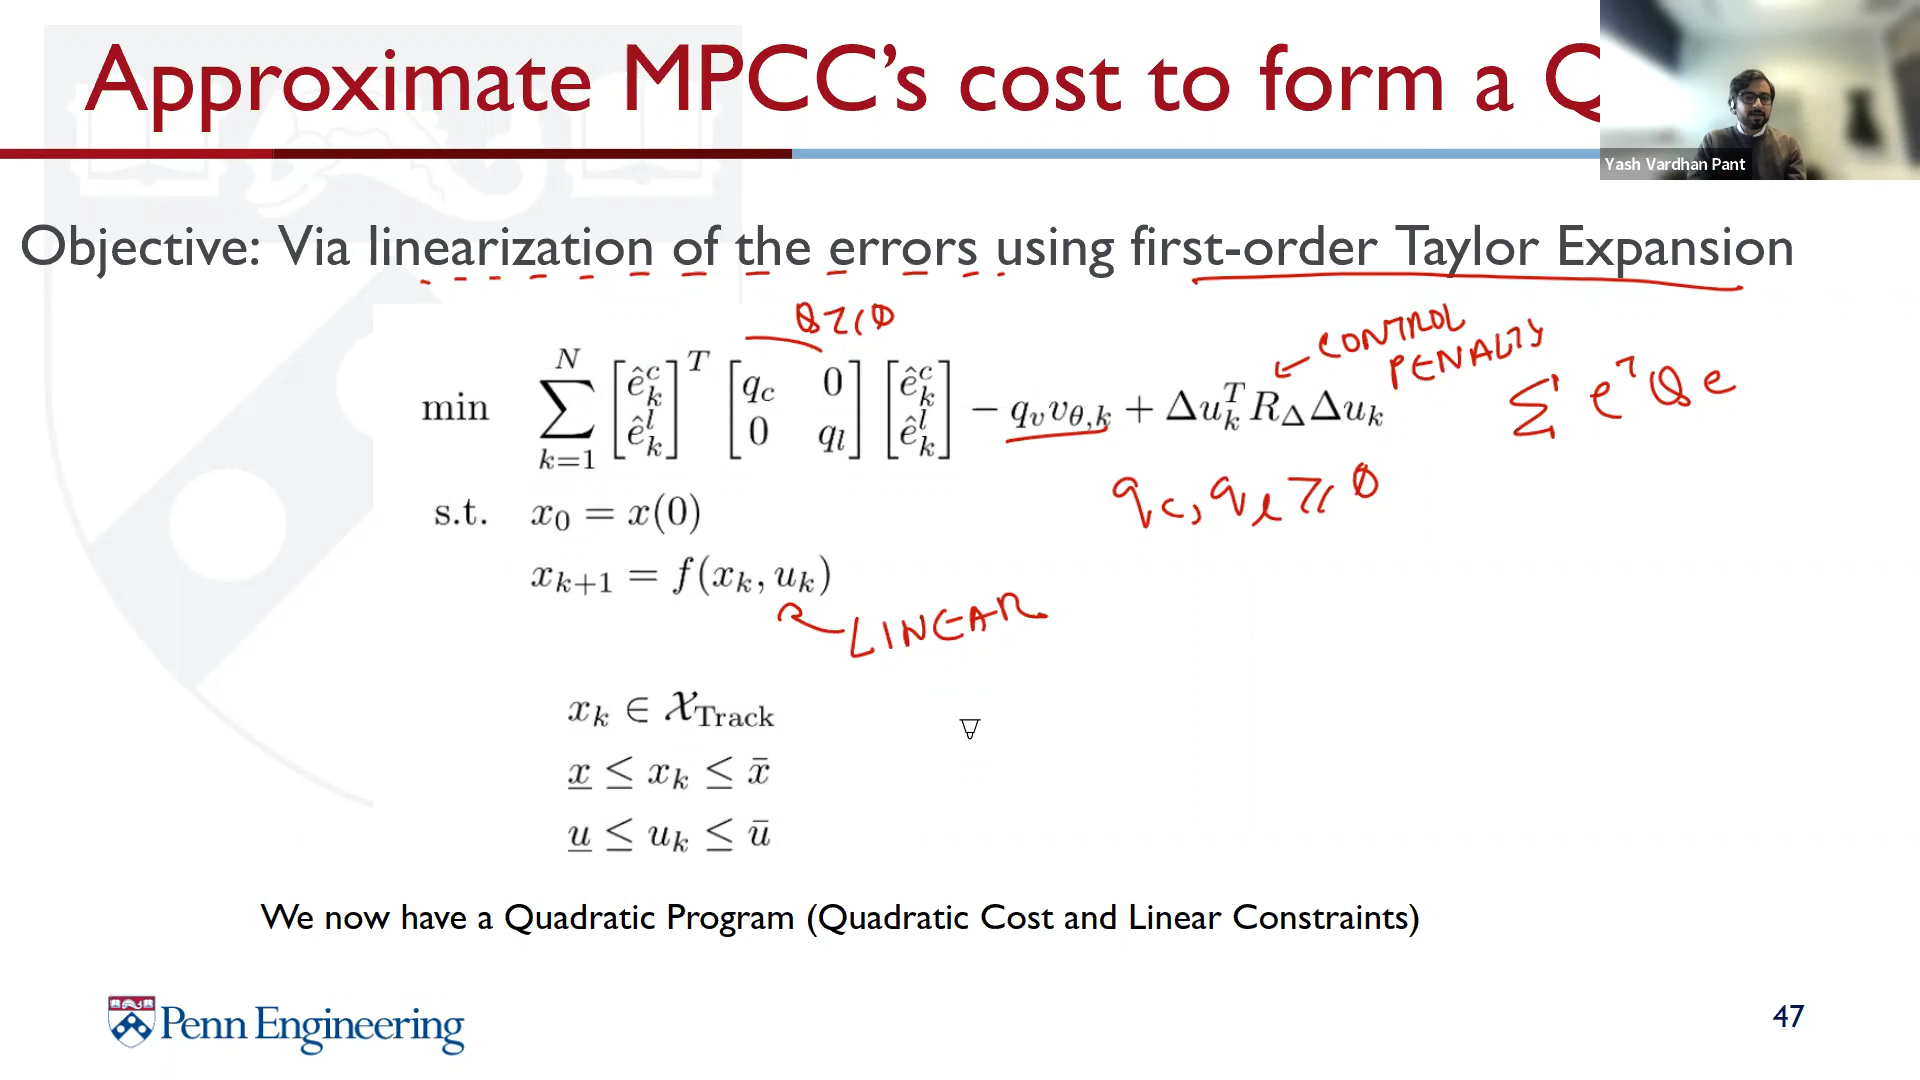 Approximate MPCC's cost to form a Q
Yash Vardhan Pant
Objective: Via linearization of the errors using first-order Taylor Expansion
Q ≥ 0
← CONTROL PENALTY
min ∑_{k=1}^{N} [ê^c_k ê^l_k]^T [q_c 0 0 q_l] [ê^c_k ê^l_k] − q_v v_{θ,k} + Δu_k^T R_Δ Δu_k
∑ e^T Q e
q_c, q_l ≥ 0
s.t. x_0 = x(0)
x_{k+1} = f(x_k, u_k)
LINEAR
x_k ∈ 𝒳_Track
x̲ ≤ x_k ≤ x̄
u̲ ≤ u_k ≤ ū
We now have a Quadratic Program (Quadratic Cost and Linear Constraints)
Penn Engineering
47